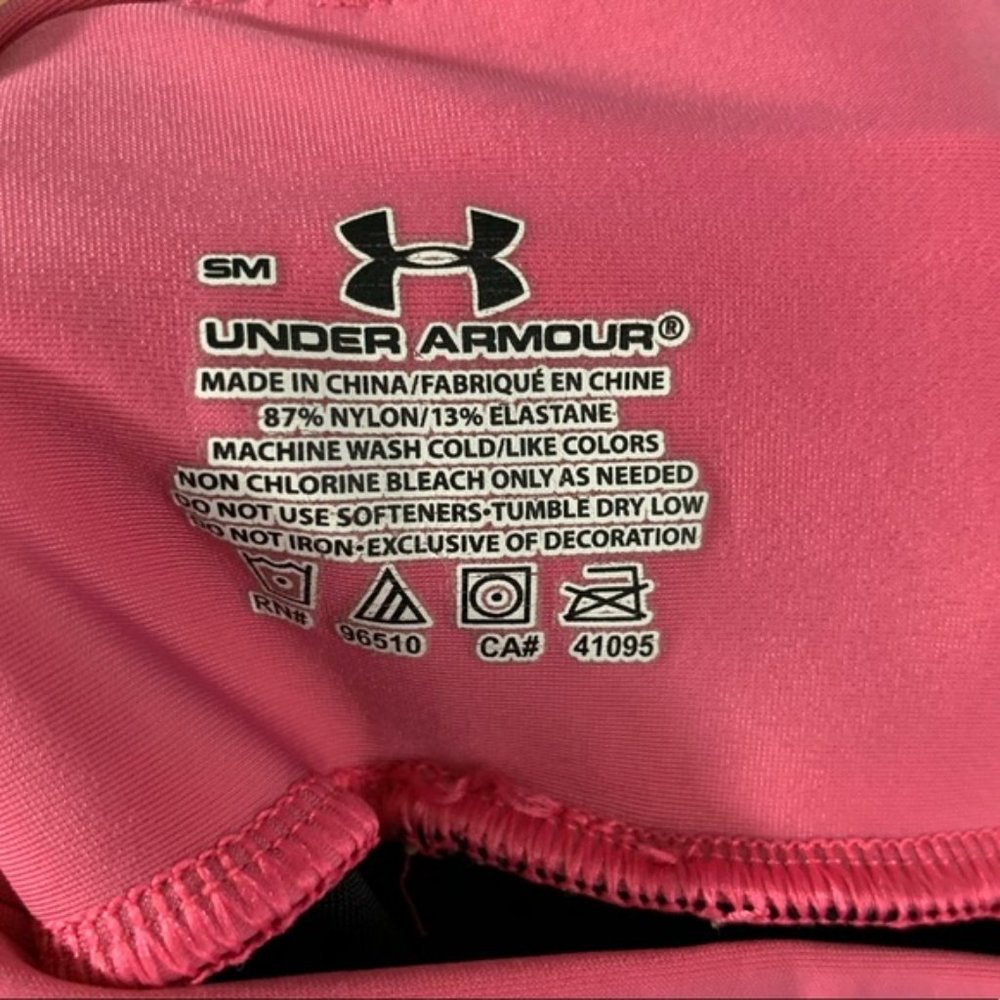 SM
UNDER ARMOUR®
MADE IN CHINA/FABRIQUÉ EN CHINE
87% NYLON/13% ELASTANE
MACHINE WASH COLD/LIKE COLORS
NON CHLORINE BLEACH ONLY AS NEEDED
DO NOT USE SOFTENERS•TUMBLE DRY LOW
DO NOT IRON•EXCLUSIVE OF DECORATION
RN# 96510 CA# 41095